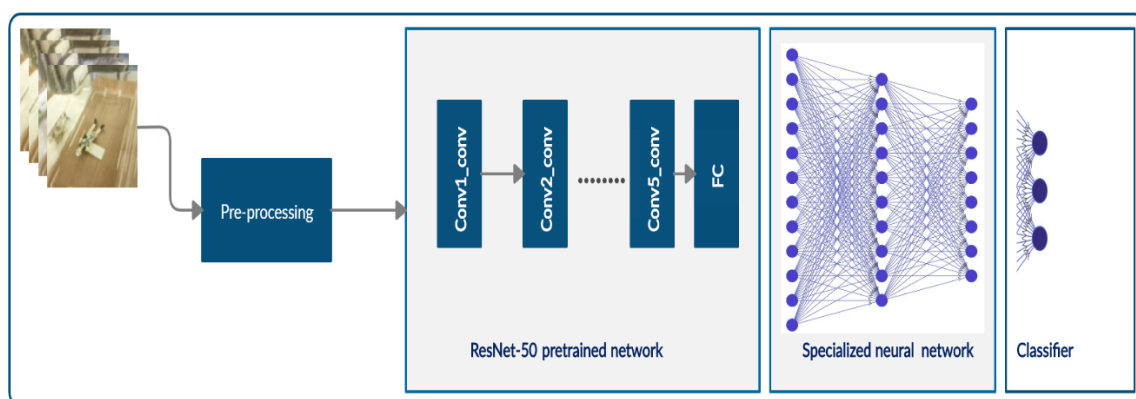 Pre-processing
Conv1_conv
Conv2_conv
Conv5_conv
FC
ResNet-50 pretrained network
Specialized neural network
Classifier